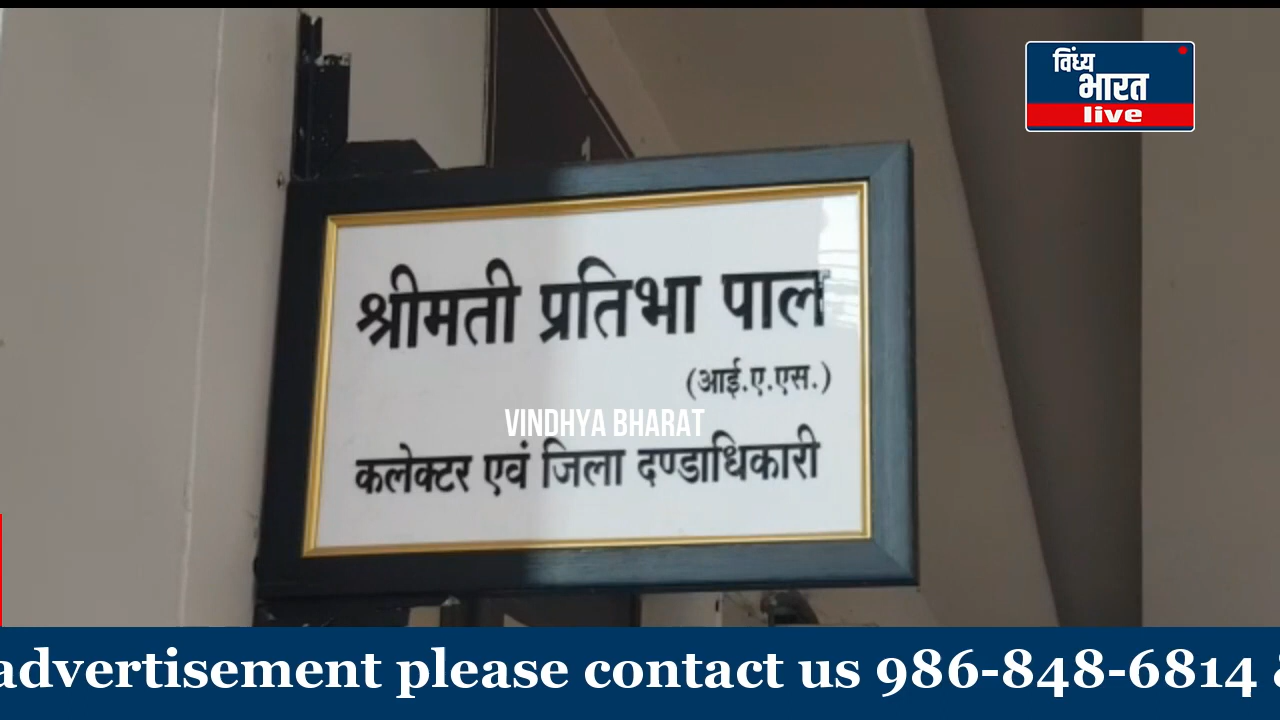 विंध्य
भारत
live
श्रीमती प्रतिभा पाल
(आई.ए.एस.)
VINDHYA BHARAT
कलेक्टर एवं जिला दण्डाधिकारी
advertisement please contact us 986-848-6814 &